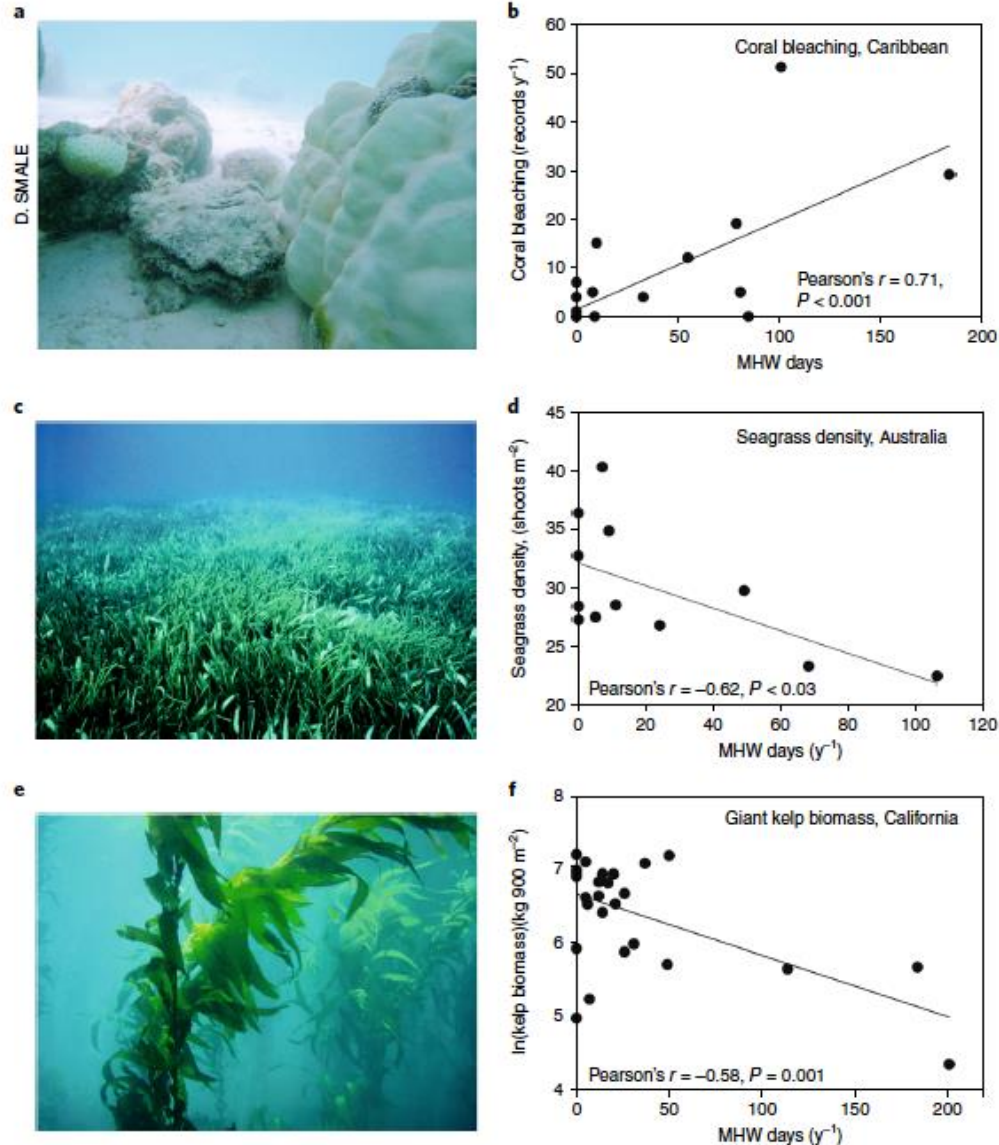 a
D. SMALE
b
Coral bleaching, Caribbean
Coral bleaching (records y⁻¹)
60
50
40
30
20
10
0
Pearson's r = 0.71,
P < 0.001
0 50 100 150 200
MHW days
c
d
Seagrass density, Australia
Seagrass density, (shoots m⁻²)
45
40
35
30
25
20
Pearson's r = –0.62, P < 0.03
0 20 40 60 80 100 120
MHW days (y⁻¹)
e
f
Giant kelp biomass, California
ln(kelp biomass)(kg 900 m⁻²)
8
7
6
5
4
Pearson's r = –0.58, P = 0.001
0 50 100 150 200
MHW days (y⁻¹)